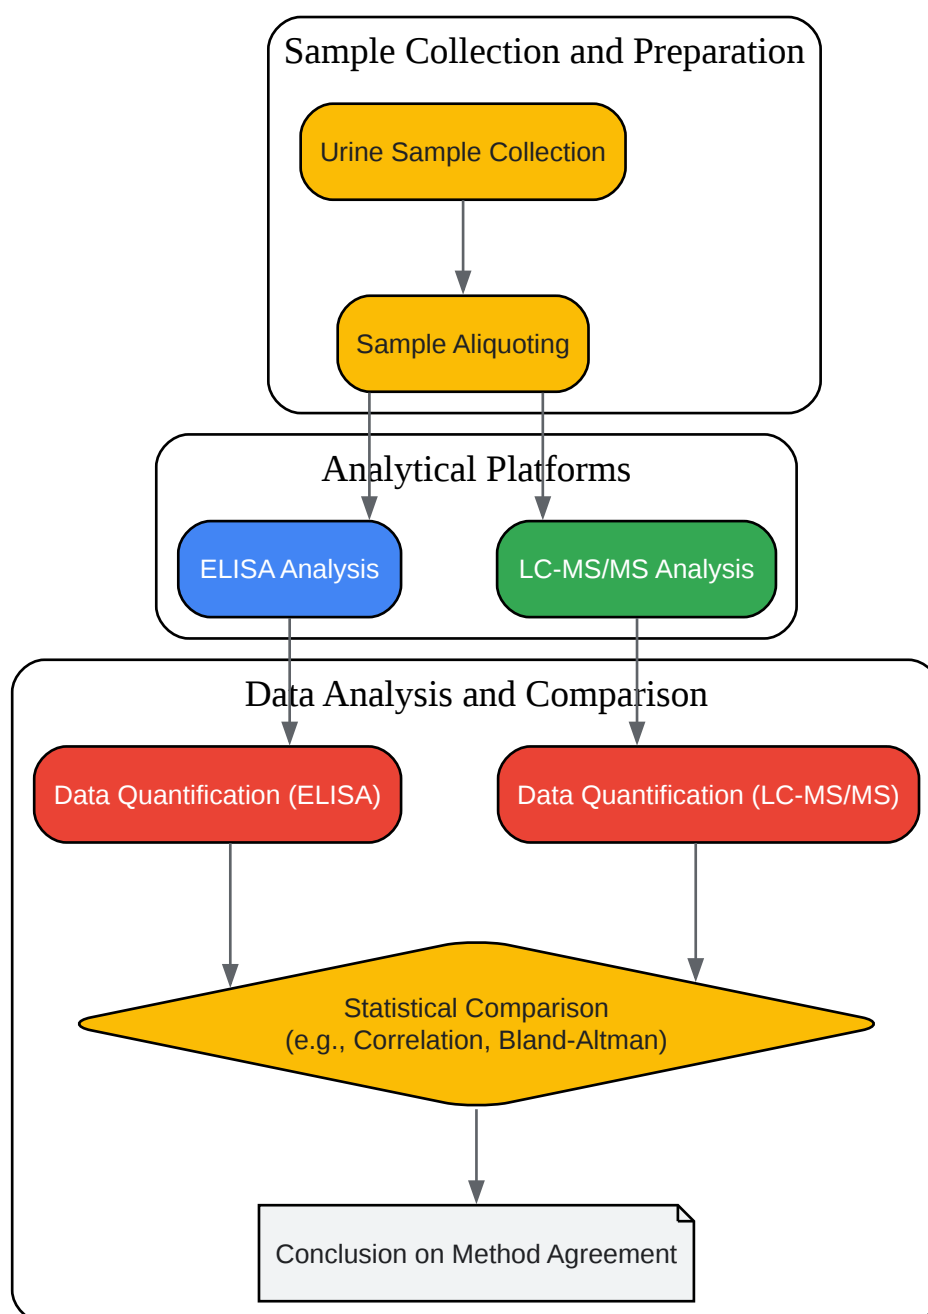 Sample Collection and Preparation
Urine Sample Collection
Sample Aliquoting
Analytical Platforms
ELISA Analysis
LC-MS/MS Analysis
Data Analysis and Comparison
Data Quantification (ELISA)
Data Quantification (LC-MS/MS)
Statistical Comparison
(e.g., Correlation, Bland-Altman)
Conclusion on Method Agreement